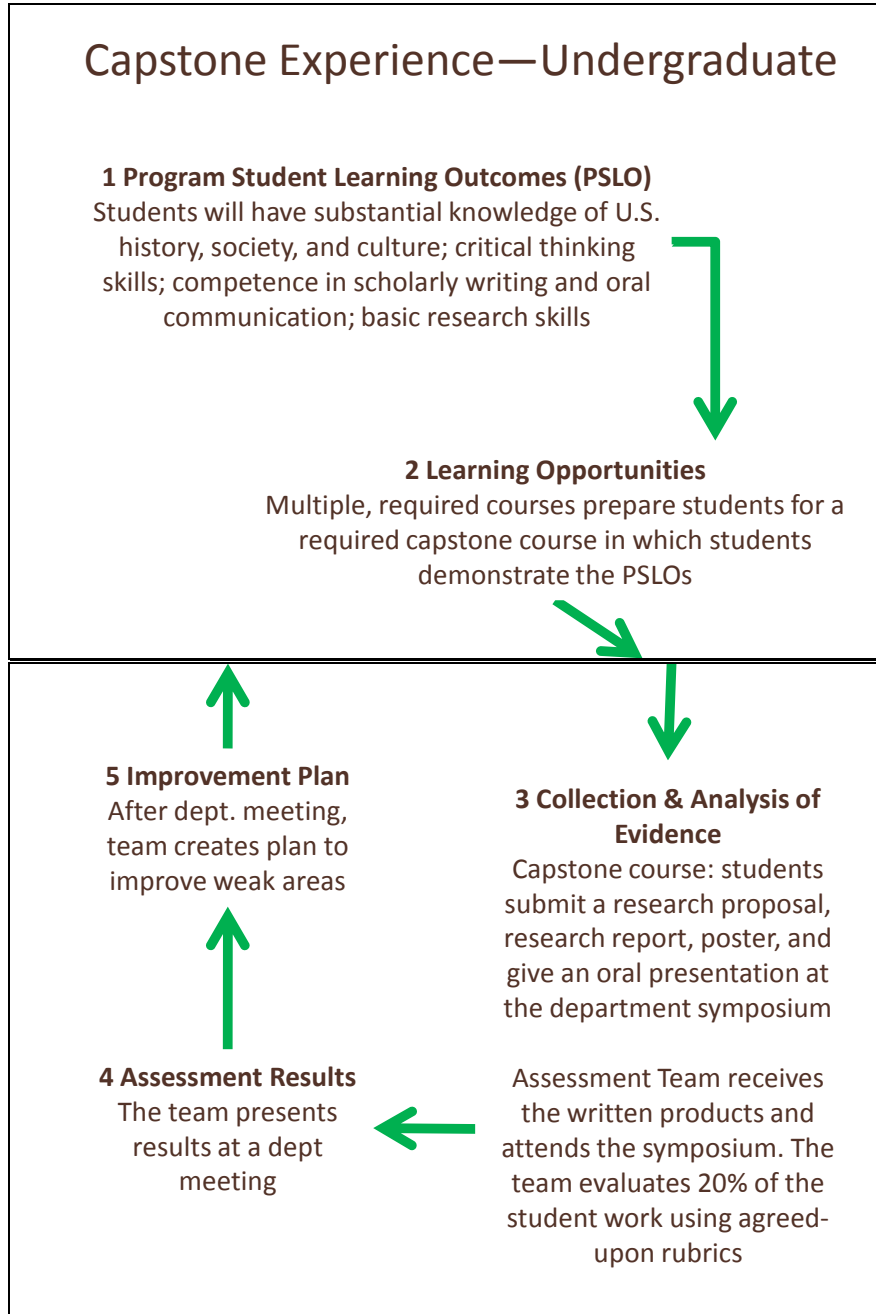 Capstone Experience—Undergraduate
1 Program Student Learning Outcomes (PSLO)
Students will have substantial knowledge of U.S.
history, society, and culture; critical thinking
skills; competence in scholarly writing and oral
communication; basic research skills
2 Learning Opportunities
Multiple, required courses prepare students for a
required capstone course in which students
demonstrate the PSLOs
3 Collection & Analysis of
Evidence
Capstone course: students
submit a research proposal,
research report, poster, and
give an oral presentation at
the department symposium
Assessment Team receives
the written products and
attends the symposium. The
team evaluates 20% of the
student work using agreed-
upon rubrics
4 Assessment Results
The team presents
results at a dept
meeting
5 Improvement Plan
After dept. meeting,
team creates plan to
improve weak areas